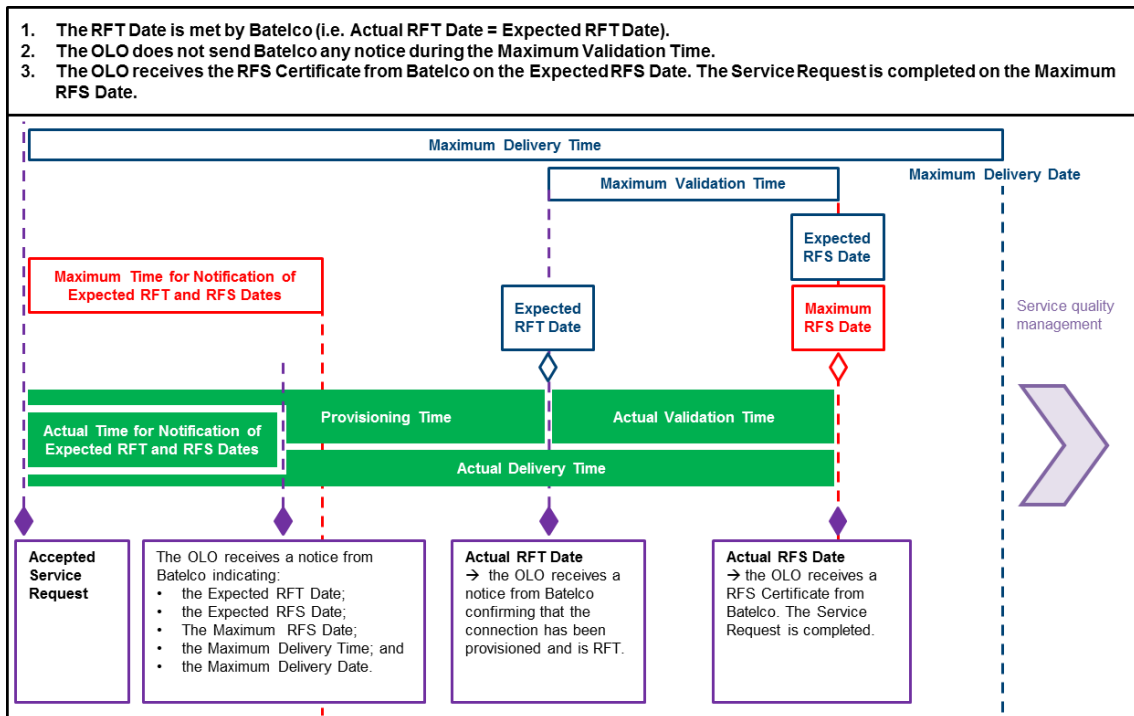 1. The RFT Date is met by Batelco (i.e. Actual RFT Date = Expected RFT Date).
2. The OLO does not send Batelco any notice during the Maximum Validation Time.
3. The OLO receives the RFS Certificate from Batelco on the Expected RFS Date. The Service Request is completed on the Maximum
RFS Date.
Maximum Delivery Time
Maximum Validation Time
Maximum Delivery Date
Expected
RFS Date
Maximum Time for Notification of
Expected RFT and RFS Dates
Expected
RFT Date
Maximum
RFS Date
Service quality
management
Provisioning Time
Actual Validation Time
Actual Time for Notification of
Expected RFT and RFS Dates
Actual Delivery Time
Accepted
Service
Request
The OLO receives a notice from
Batelco indicating:
• the Expected RFT Date;
• the Expected RFS Date;
• The Maximum RFS Date;
• the Maximum Delivery Time; and
• the Maximum Delivery Date.
Actual RFT Date
→ the OLO receives a
notice from Batelco
confirming that the
connection has been
provisioned and is RFT.
Actual RFS Date
→ the OLO receives a
RFS Certificate from
Batelco. The Service
Request is completed.